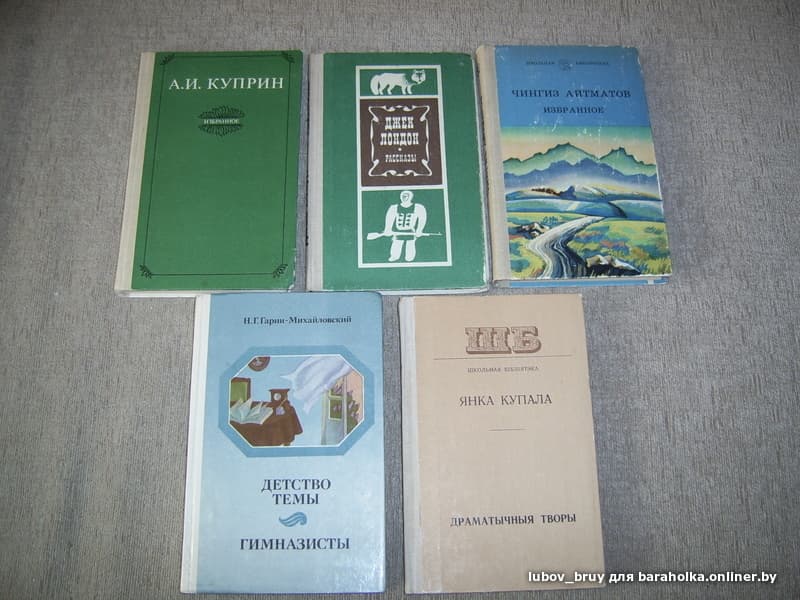 А.И. КУПРИН
ИЗБРАННОЕ
ДЖЕК
ЛОНДОН
РАССКАЗЫ
ШКОЛЬНАЯ БИБЛИОТЕКА
ЧИНГИЗ АЙТМАТОВ
ИЗБРАННОЕ
Н.Г. Гарин-Михайловский
ДЕТСТВО
ТЕМЫ
ГИМНАЗИСТЫ
ШБ
ШКОЛЬНАЯ БІБЛІЯТЭКА
ЯНКА КУПАЛА
ДРАМАТЫЧНЫЯ ТВОРЫ
lubov_bruy для baraholka.onliner.by